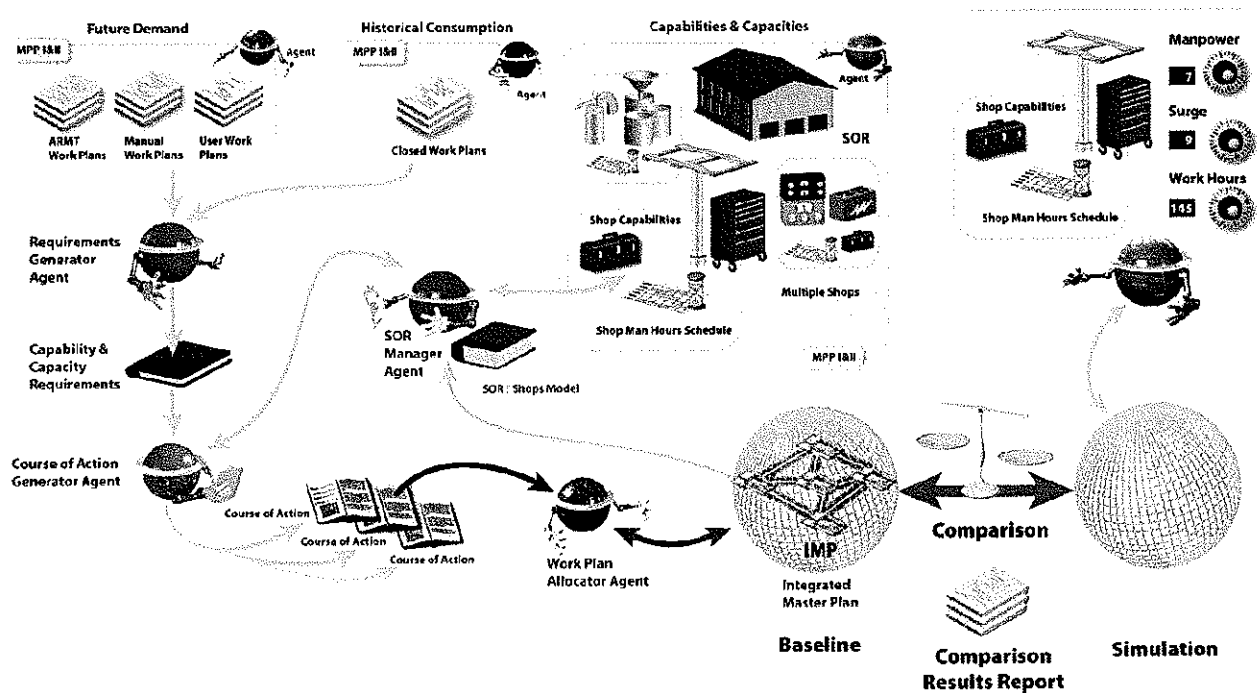 Future Demand
MPP I&II
Agent
ARMT
Work Plans
Manual
Work Plans
User Work
Plans
Historical Consumption
MPP I&II
Agent
Closed Work Plans
Capabilities & Capacities
Agent
SOR
Shop Capabilities
Shop Man Hours Schedule
Multiple Shops
MPP I&II
Shop Capabilities
Shop Man Hours Schedule
Manpower
7
Surge
9
Work Hours
145
Requirements
Generator
Agent
Capability &
Capacity
Requirements
SOR
Manager
Agent
SOR / Shops Model
Course of Action
Generator Agent
Course of Action
Course of Action
Course of Action
Work Plan
Allocator Agent
IMP
Integrated
Master Plan
Baseline
Comparison
Comparison
Results Report
Simulation